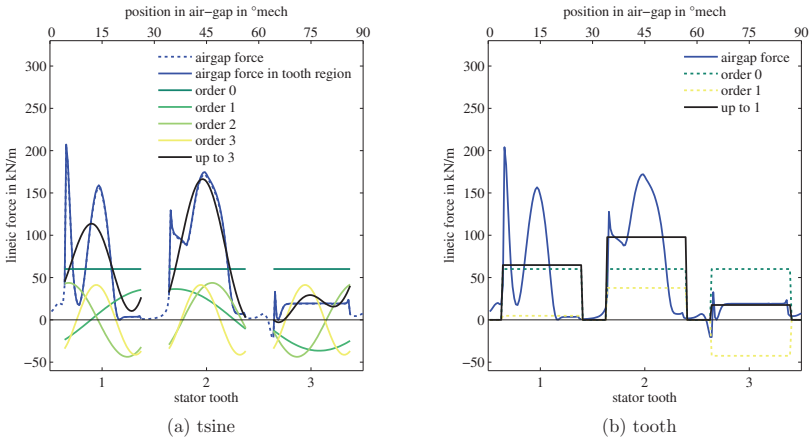 position in air-gap in °mech
0 15 30 45 60 75 90
lineic force in kN/m
300
250
200
150
100
50
0
−50
airgap force
airgap force in tooth region
order 0
order 1
order 2
order 3
up to 3
1 2 3
stator tooth
(a) tsine
position in air-gap in °mech
0 15 30 45 60 75 90
lineic force in kN/m
300
250
200
150
100
50
0
−50
airgap force
order 0
order 1
up to 1
1 2 3
stator tooth
(b) tooth